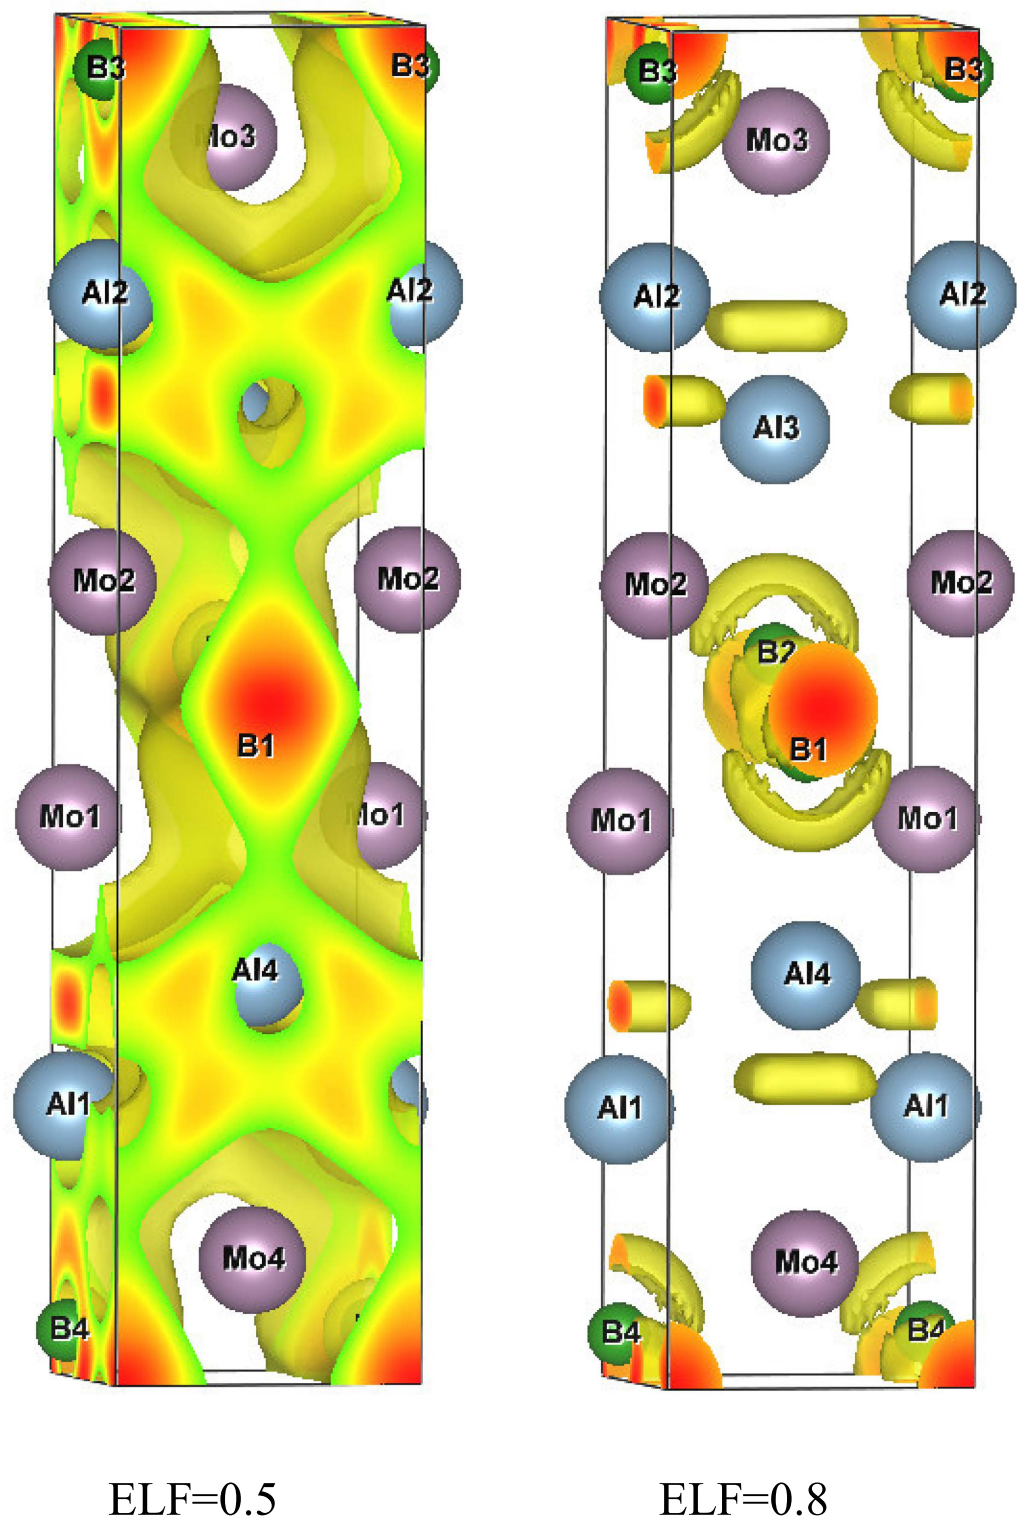 B3 B3 B3 B3
Mo3 Mo3
Al2 Al2 Al2 Al2
Al3
Mo2 Mo2 Mo2 Mo2
B2
B1 B1
Mo1 Mo1 Mo1 Mo1
Al4 Al4
Al1 Al1 Al1
Mo4 Mo4
B4 B4 B4
ELF=0.5 ELF=0.8